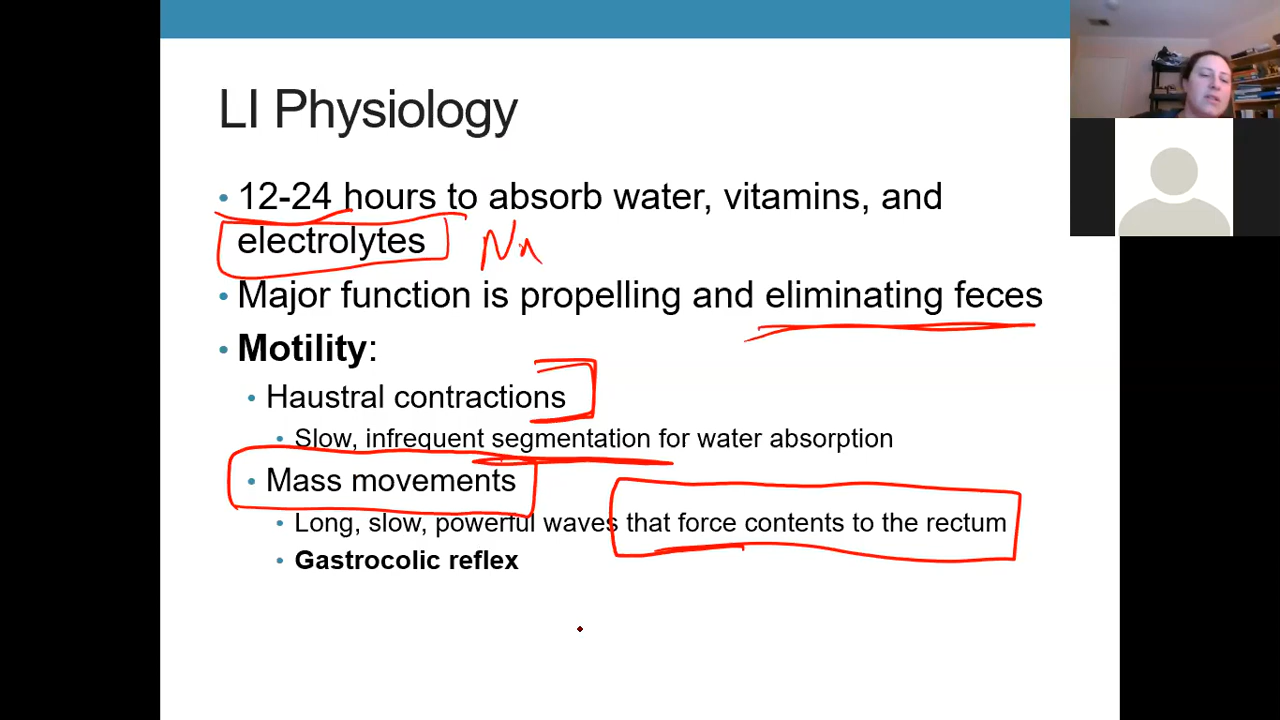 LI Physiology
• 12-24 hours to absorb water, vitamins, and
electrolytes Na
• Major function is propelling and eliminating feces
• Motility:
• Haustral contractions
• Slow, infrequent segmentation for water absorption
• Mass movements
• Long, slow, powerful waves that force contents to the rectum
• Gastrocolic reflex